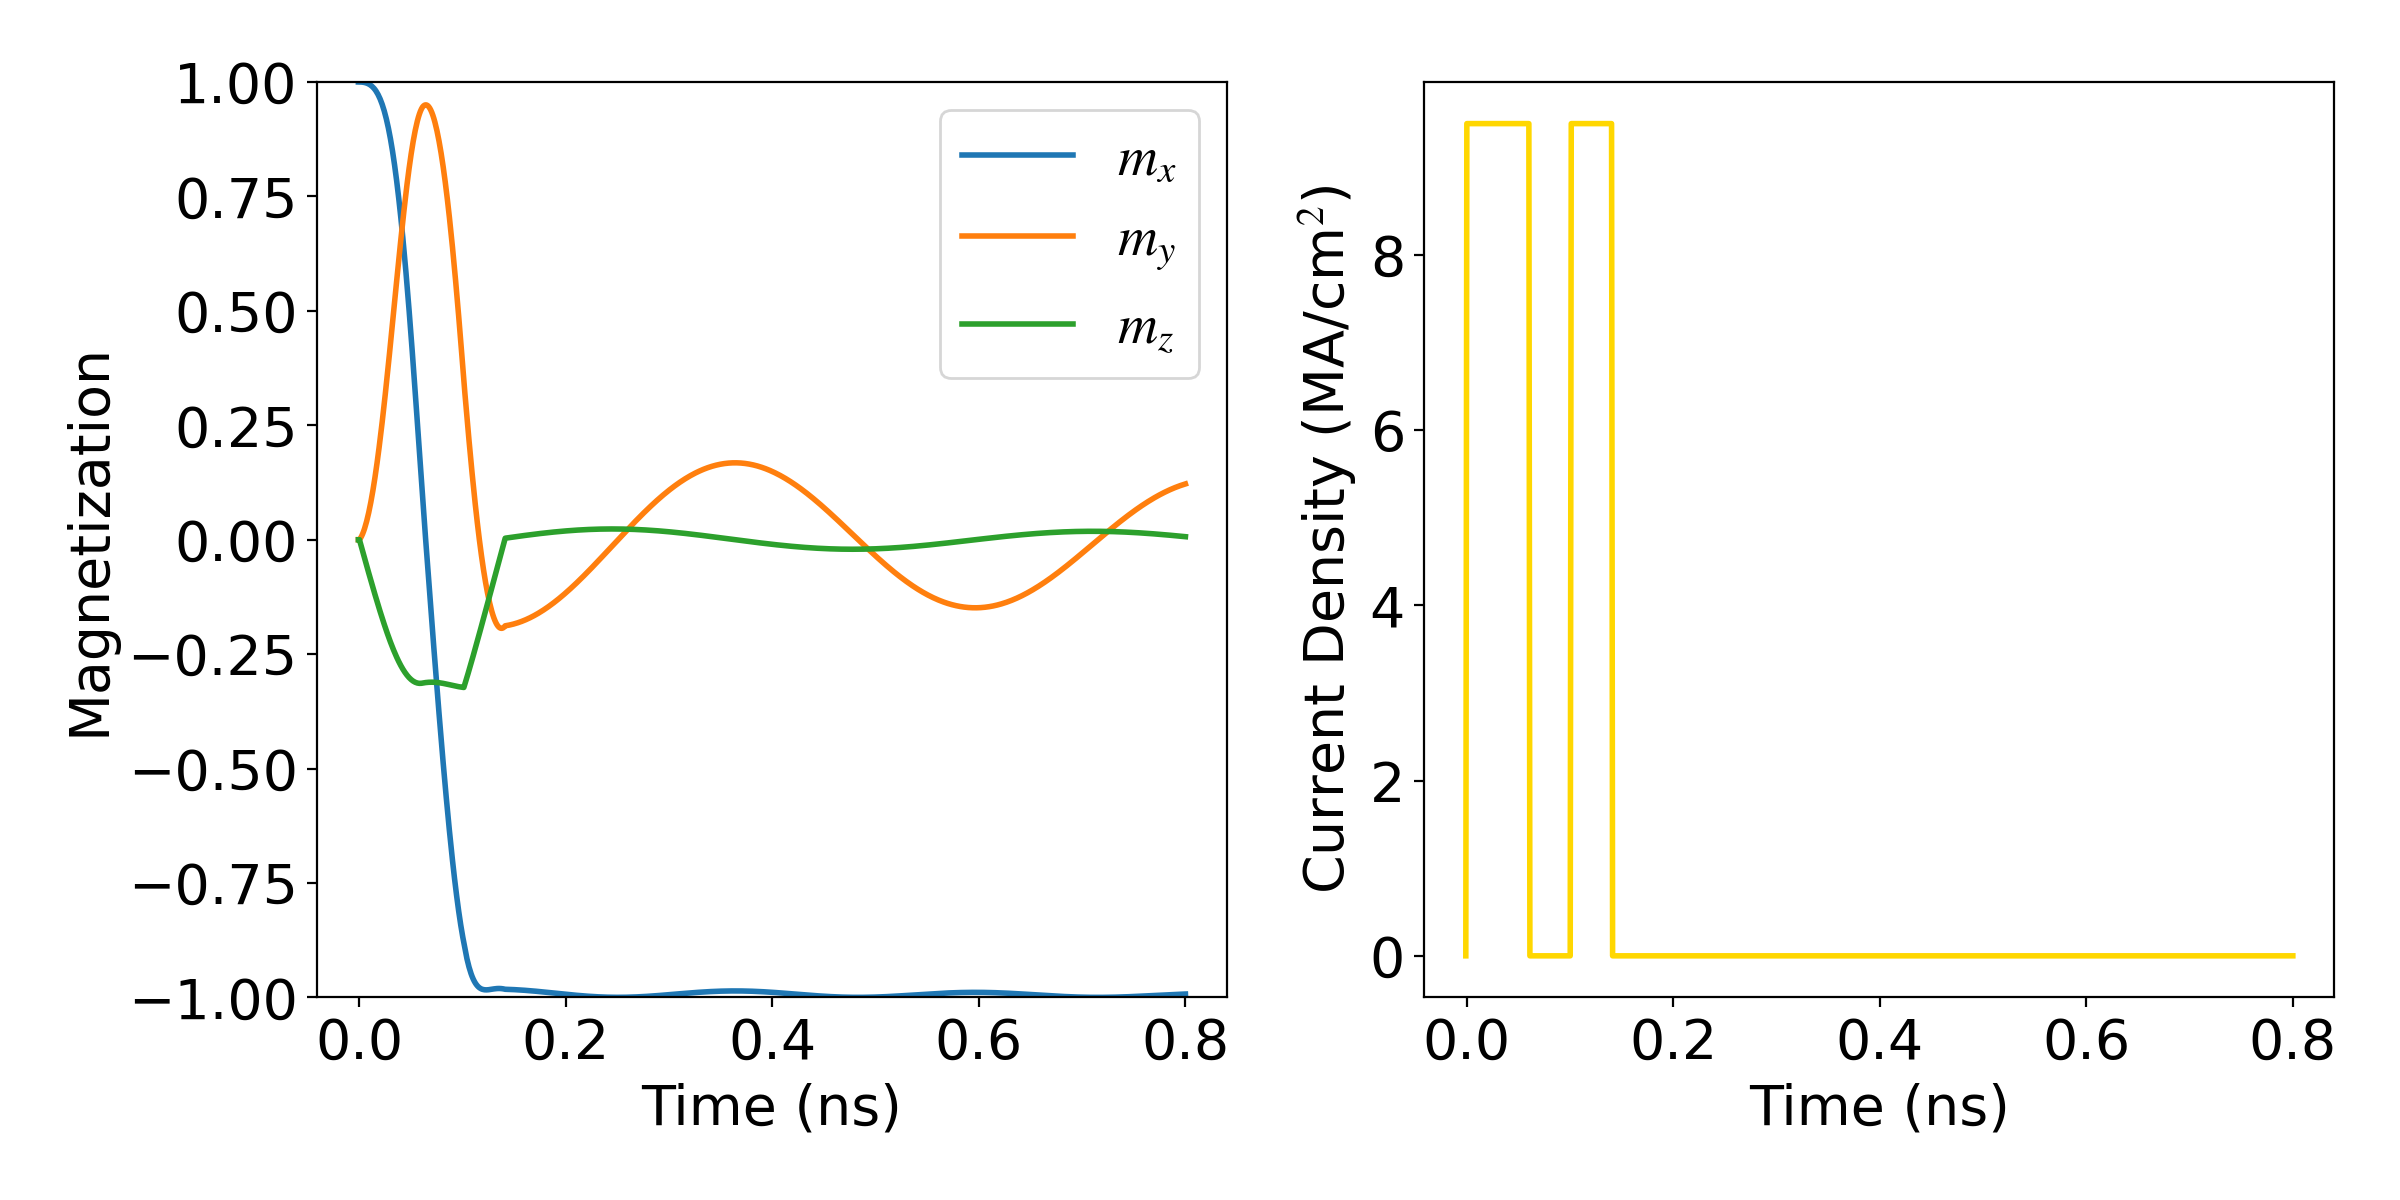 1.00
0.75
0.50
0.25
0.00
−0.25
−0.50
−0.75
−1.00
Magnetization
0.0 0.2 0.4 0.6 0.8
Time (ns)
m_x
m_y
m_z
8
6
4
2
0
Current Density (MA/cm²)
0.0 0.2 0.4 0.6 0.8
Time (ns)